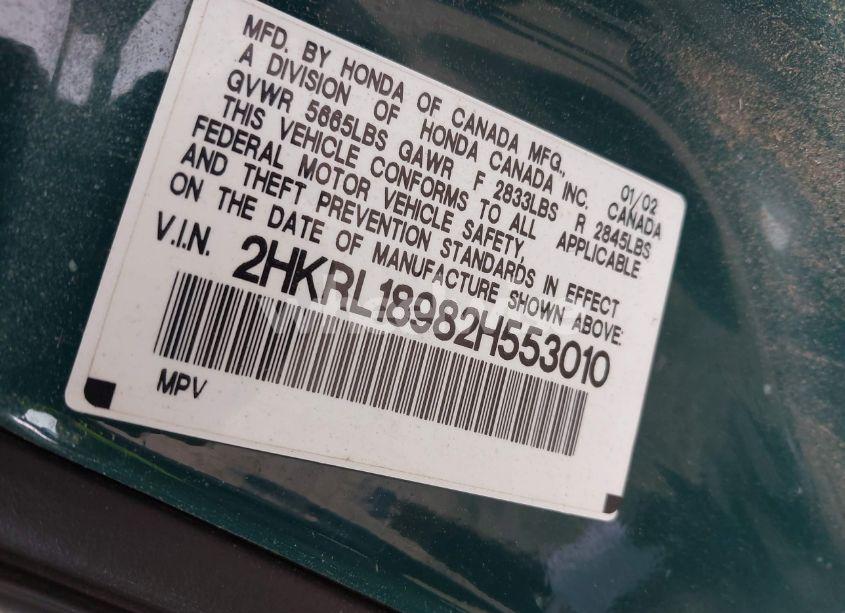 MFD. BY HONDA OF CANADA MFG.,
A DIVISION OF HONDA CANADA INC. CANADA 01/02
GVWR 5665LBS GAWR F 2833LBS R 2845LBS
THIS VEHICLE CONFORMS TO ALL APPLICABLE
FEDERAL MOTOR VEHICLE SAFETY,
AND THEFT PREVENTION STANDARDS IN EFFECT
ON THE DATE OF MANUFACTURE SHOWN ABOVE:
V.I.N. 2HKRL18982H553010
MPV